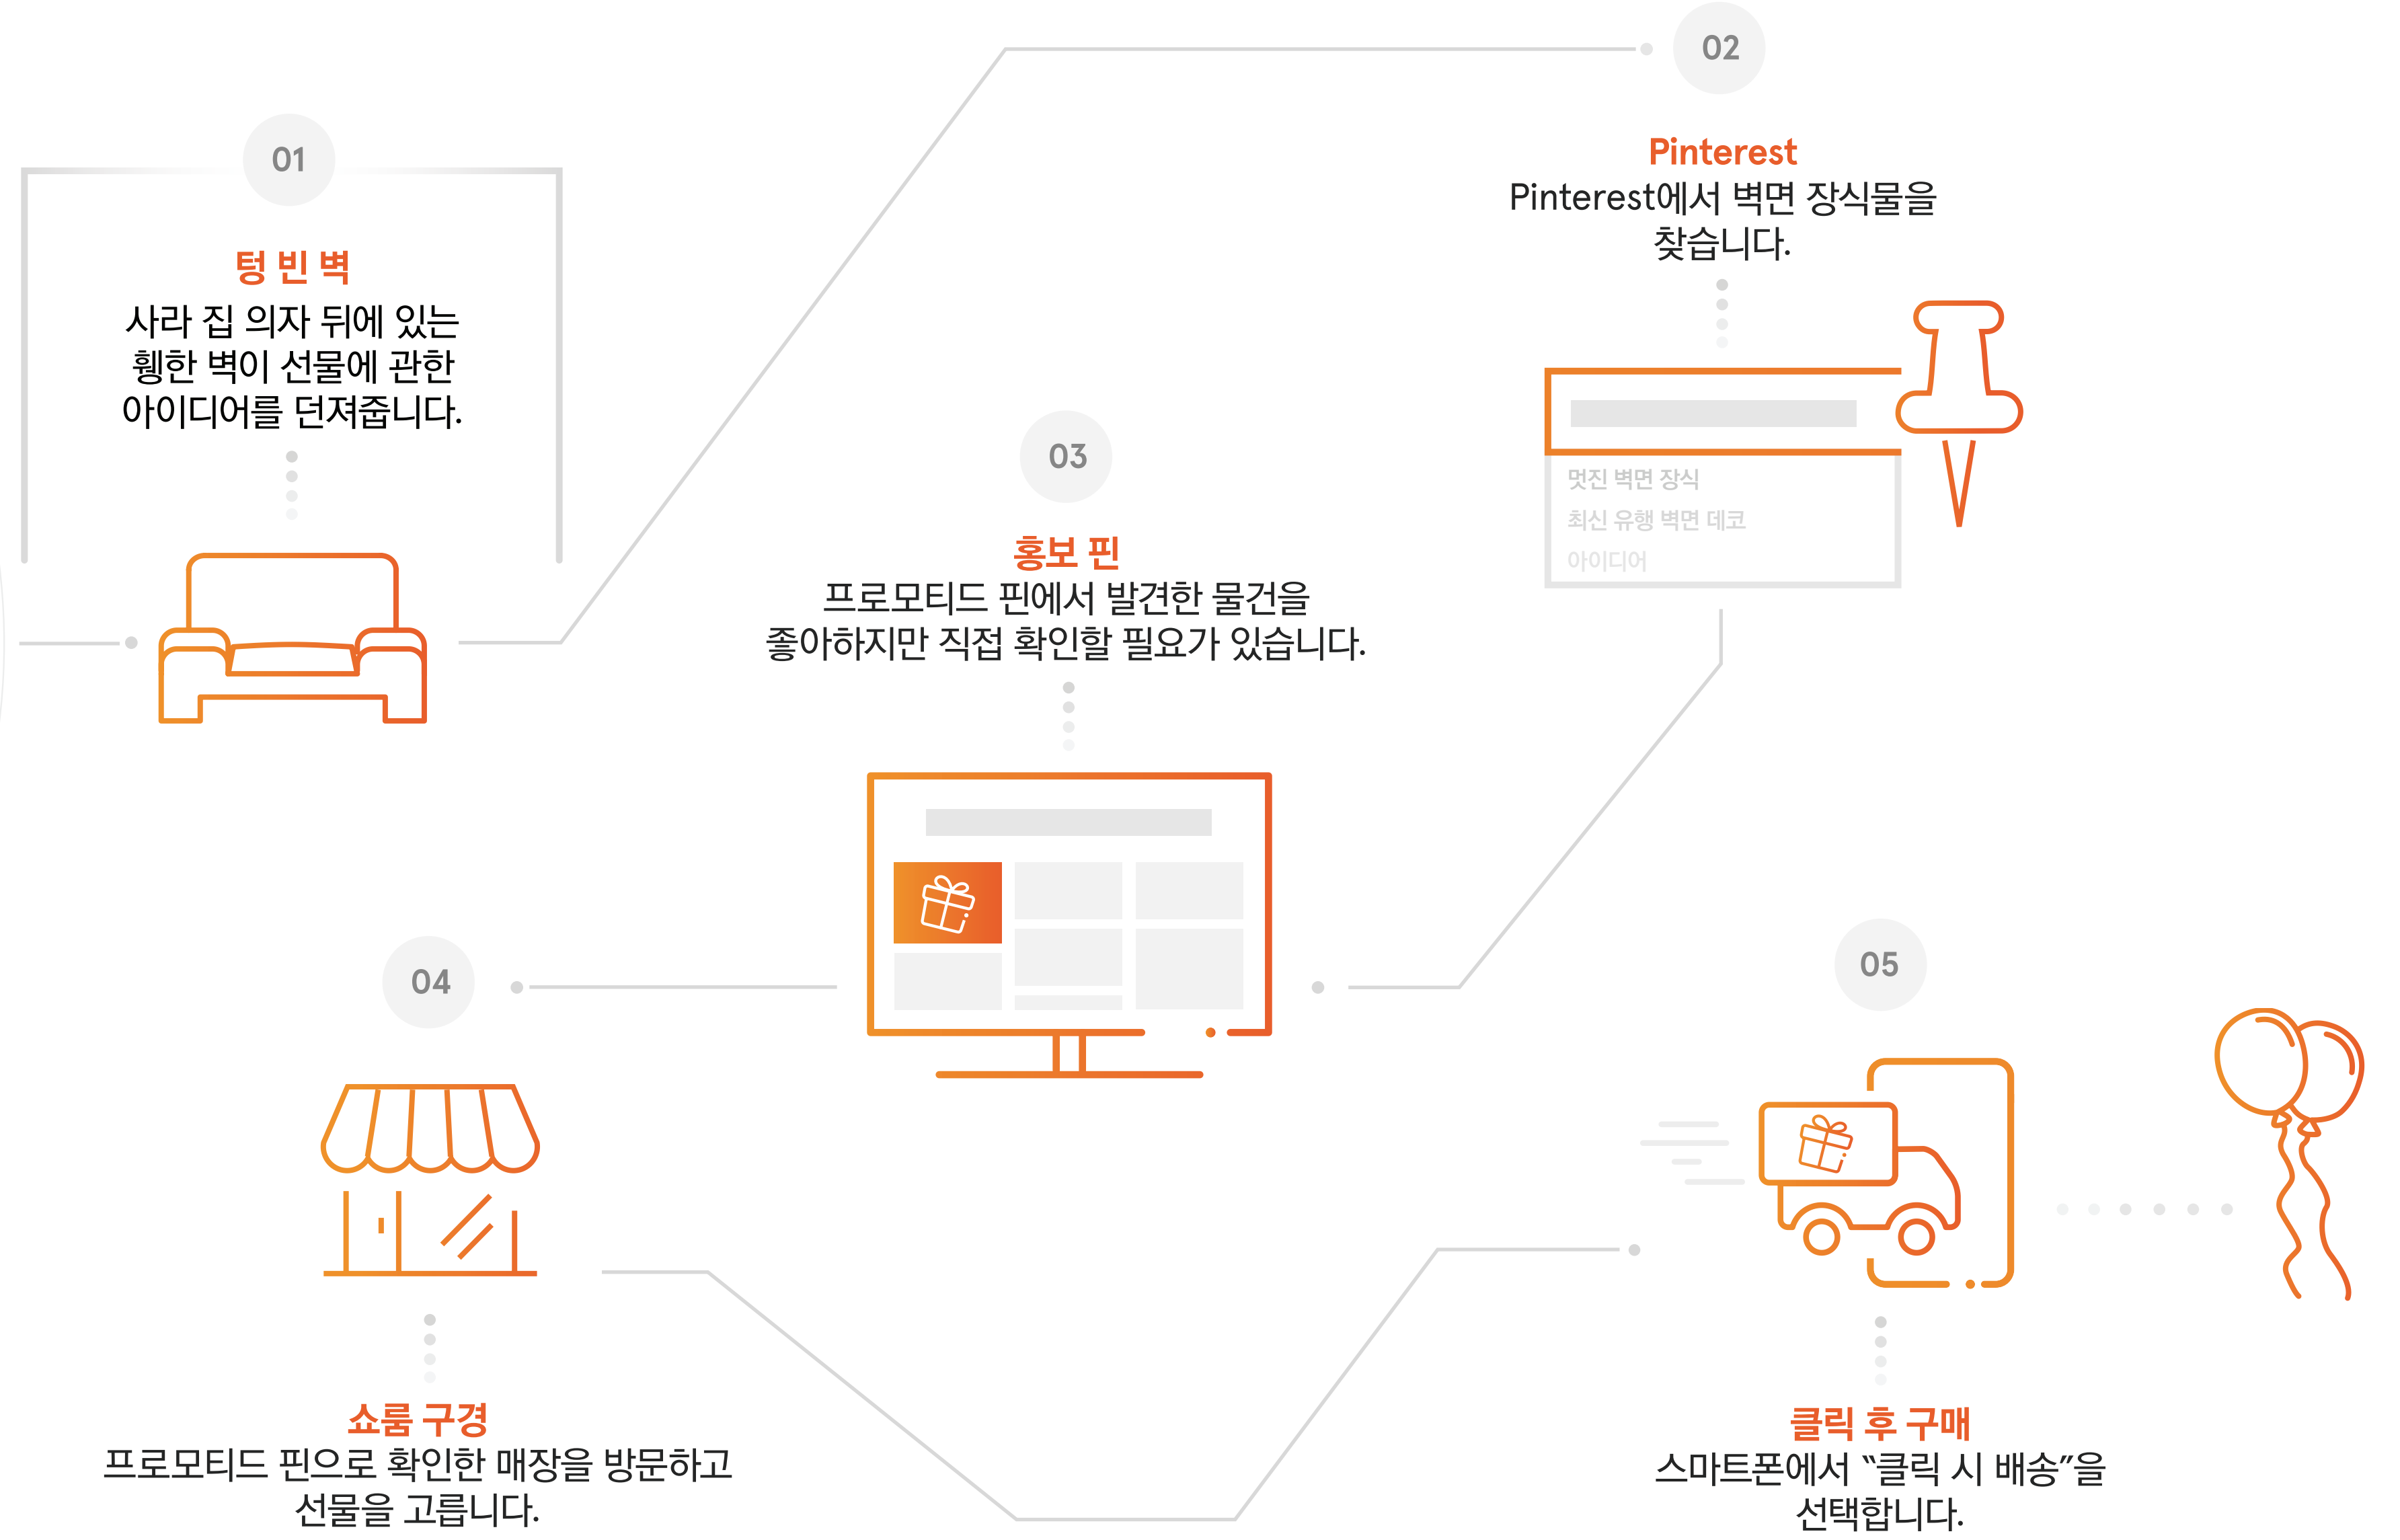 01
텅 빈 벽
사라 집 의자 뒤에 있는
휑한 벽이 선물에 관한
아이디어를 던져줍니다.
02
Pinterest
Pinterest에서 벽면 장식물을
찾습니다.
멋진 벽면 장식
최신 유행 벽면 데코
아이디어
03
홍보 핀
프로모티드 핀에서 발견한 물건을
좋아하지만 직접 확인할 필요가 있습니다.
04
쇼룸 구경
프로모티드 핀으로 확인한 매장을 방문하고
선물을 고릅니다.
05
클릭 후 구매
스마트폰에서 “클릭 시 배송”을
선택합니다.